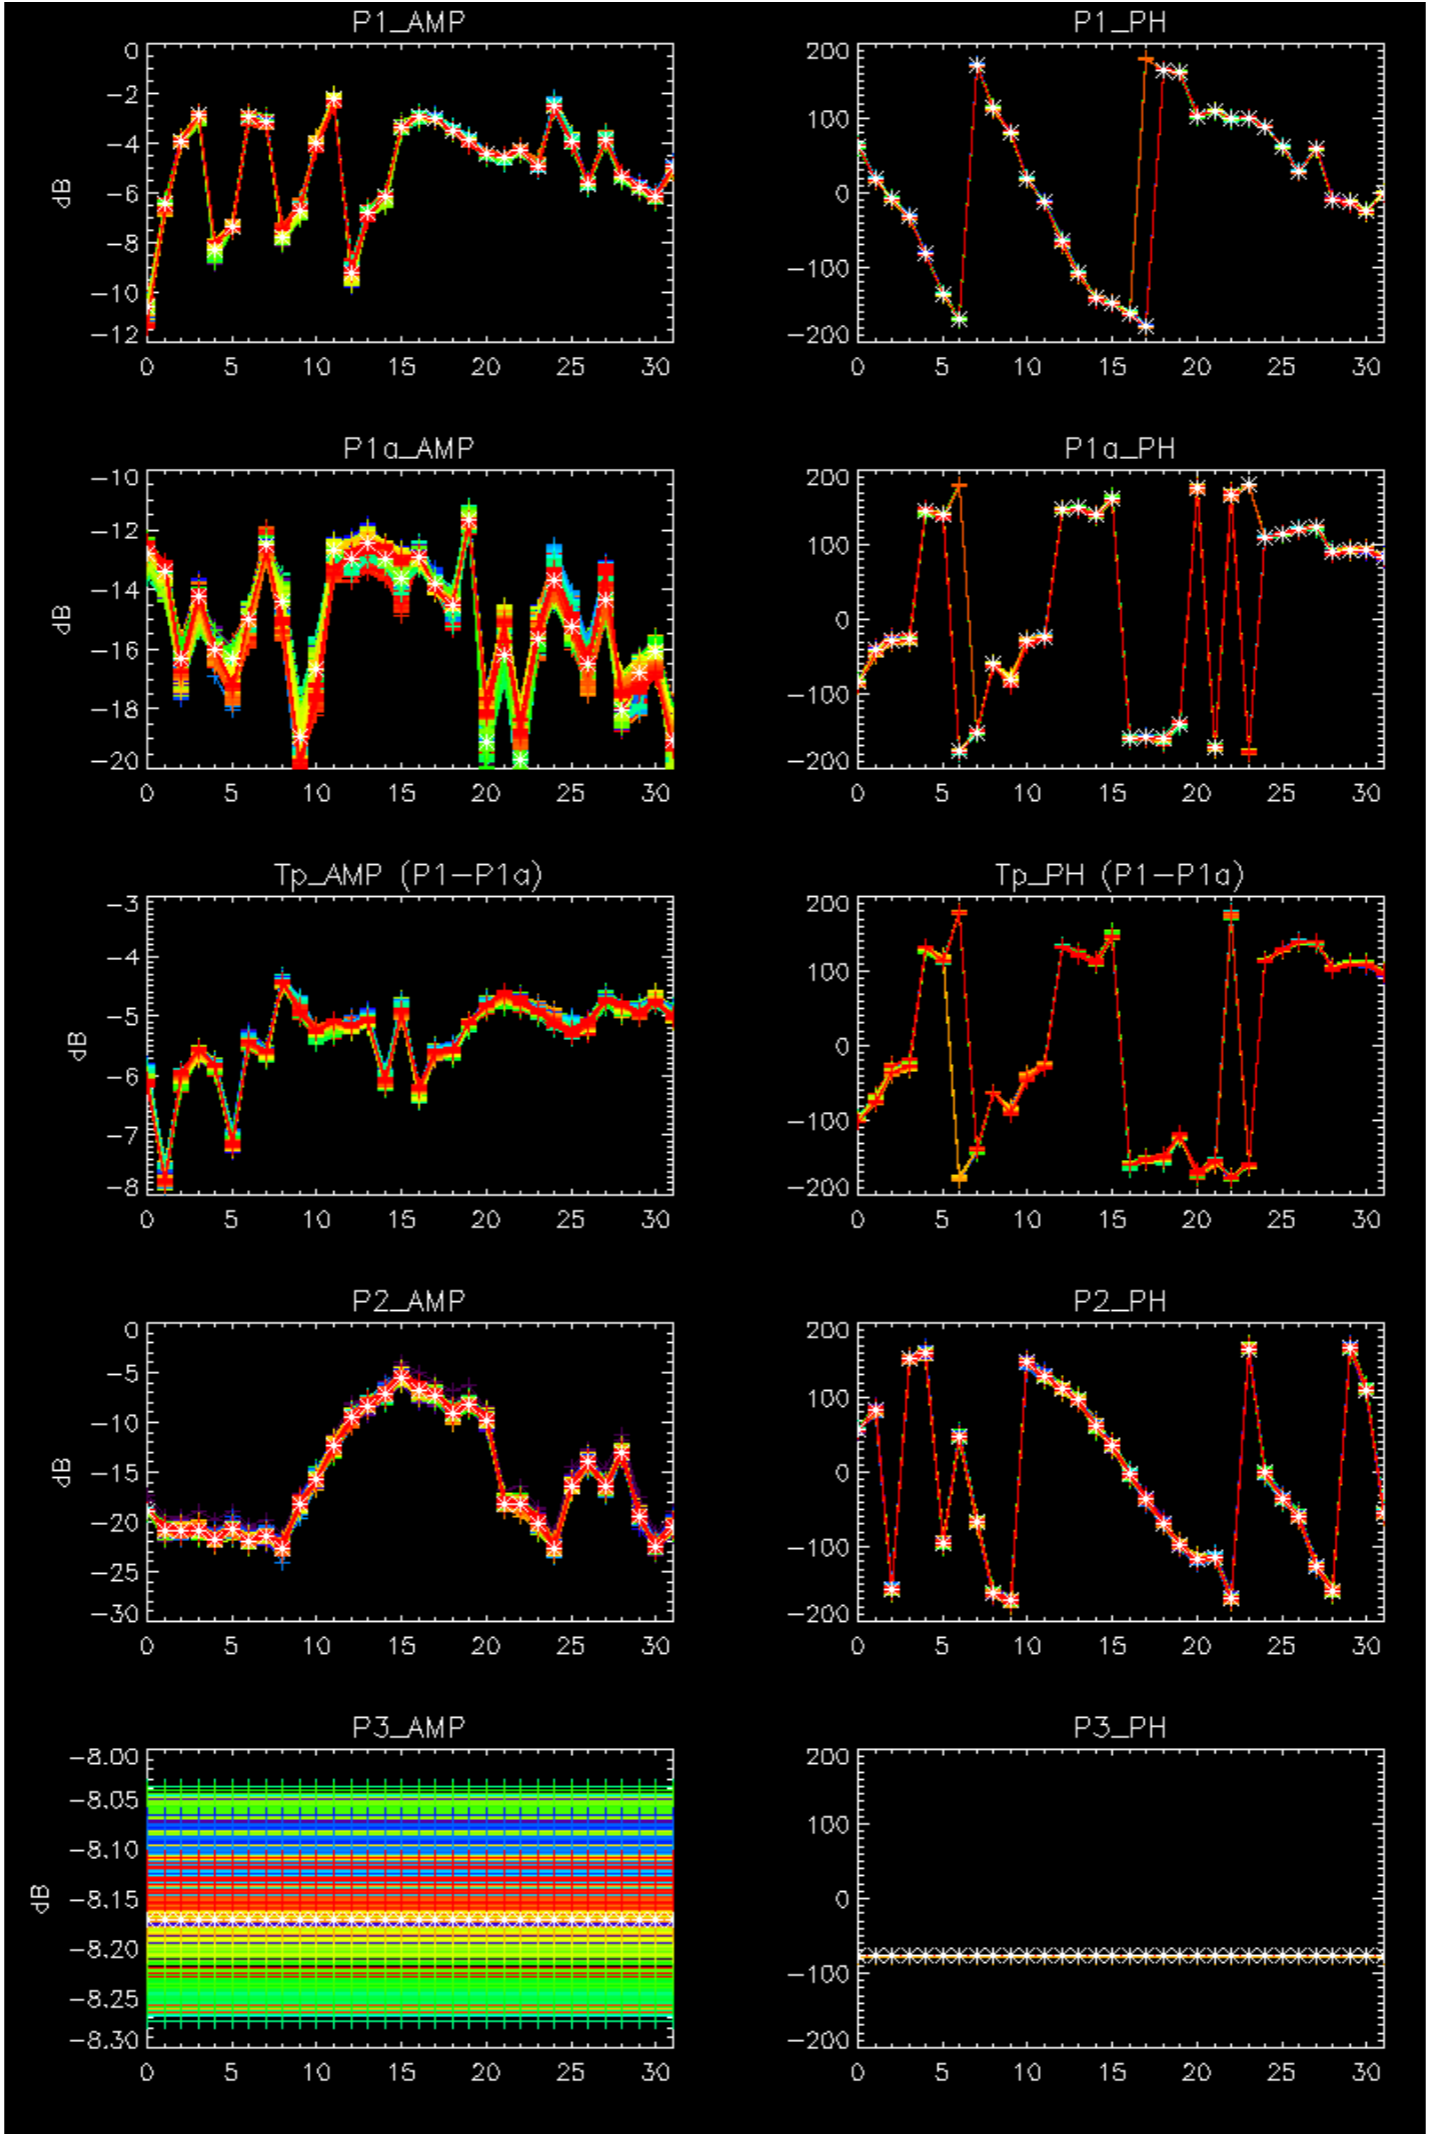 P1_AMP P1_PH
0 200
-2 100
-4 0
-6 -100
-8 -200
-10
-12
dB
0 5 10 15 20 25 30 0 5 10 15 20 25 30
P1a_AMP P1a_PH
-10 200
-12 100
-14 0
-16 -100
-18 -200
-20
dB
0 5 10 15 20 25 30 0 5 10 15 20 25 30
Tp_AMP (P1-P1a) Tp_PH (P1-P1a)
-3 200
-4 100
-5 0
-6 -100
-7 -200
-8
dB
0 5 10 15 20 25 30 0 5 10 15 20 25 30
P2_AMP P2_PH
0 200
-5 100
-10 0
-15 -100
-20 -200
-25
-30
dB
0 5 10 15 20 25 30 0 5 10 15 20 25 30
P3_AMP P3_PH
-8.00 200
-8.05 100
-8.10 0
-8.15 -100
-8.20 -200
-8.25
-8.30
dB
0 5 10 15 20 25 30 0 5 10 15 20 25 30